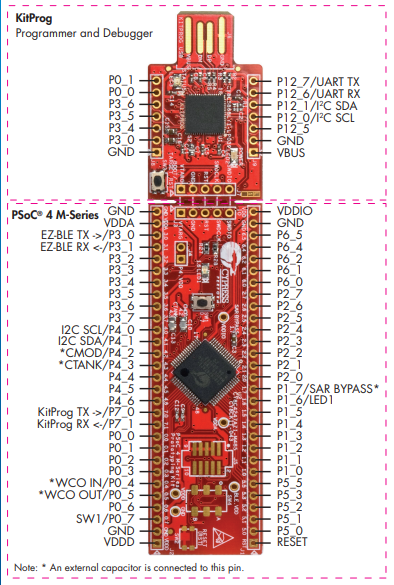 KitProg
Programmer and Debugger
P0_1
P0_0
P3_6
P3_5
P3_4
P3_0
GND
P12_7/UART TX
P12_6/UART RX
P12_1/I²C SDA
P12_0/I²C SCL
P12_5
GND
VBUS
PSoC® 4 M-Series
GND
VDDA
EZ-BLE TX ->/P3_0
EZ-BLE RX <-/P3_1
P3_2
P3_3
P3_4
P3_5
P3_6
P3_7
I2C SCL/P4_0
I2C SDA/P4_1
*CMOD/P4_2
*CTANK/P4_3
P4_4
P4_5
P4_6
KitProg TX ->/P7_0
KitProg RX <-/P7_1
P0_0
P0_1
P0_2
P0_3
*WCO IN/P0_4
*WCO OUT/P0_5
P0_6
SW1/P0_7
GND
VDDD
VDDIO
GND
P6_5
P6_4
P6_2
P6_1
P6_0
P2_7
P2_6
P2_5
P2_4
P2_3
P2_2
P2_1
P2_0
P1_7/SAR BYPASS*
P1_6/LED1
P1_5
P1_4
P1_3
P1_2
P1_1
P1_0
P5_5
P5_3
P5_2
P5_1
P5_0
RESET
CYPRESS
Note: * An external capacitor is connected to this pin.